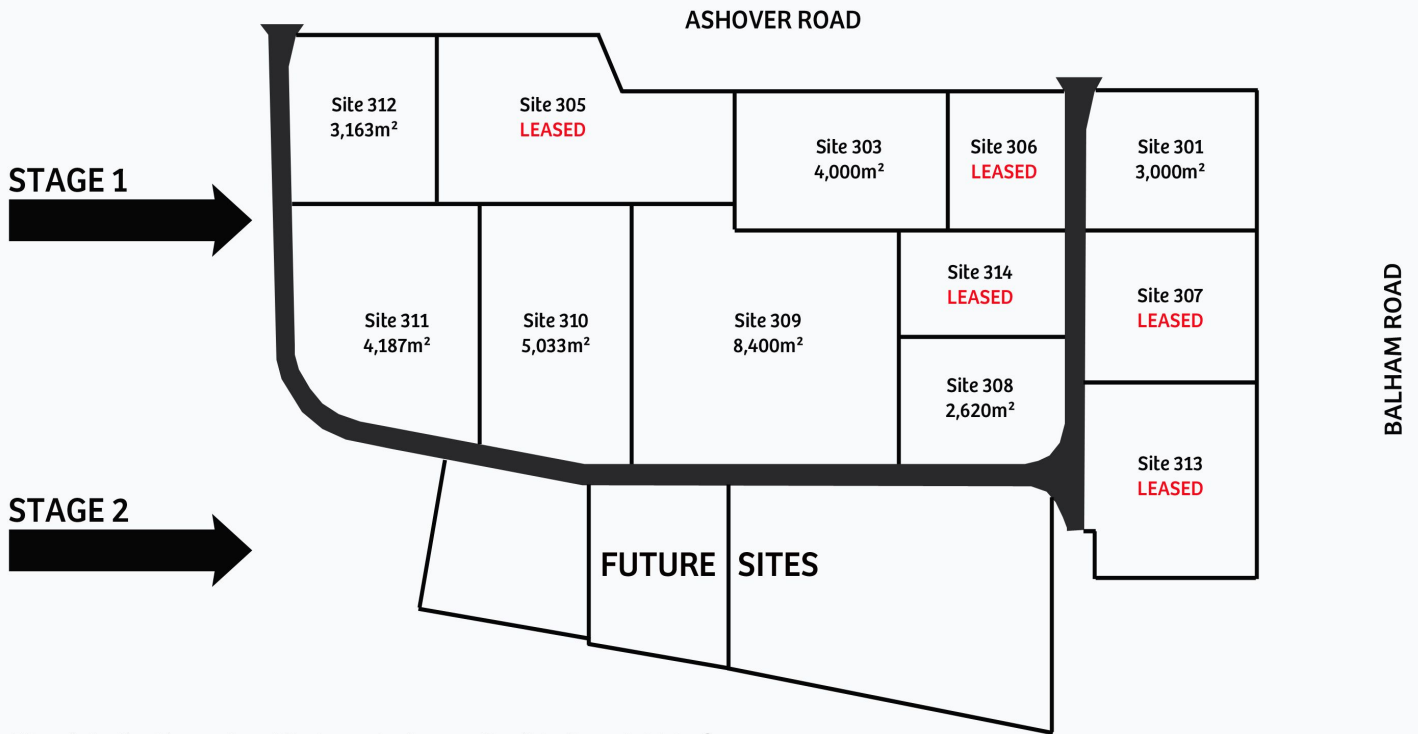 ASHOVER ROAD
Site 312
3,163m²
Site 305
LEASED
Site 303
4,000m²
Site 306
LEASED
Site 301
3,000m²
STAGE 1
Site 314
LEASED
Site 307
LEASED
Site 311
4,187m²
Site 310
5,033m²
Site 309
8,400m²
Site 308
2,620m²
BALHAM ROAD
Site 313
LEASED
STAGE 2
FUTURE SITES